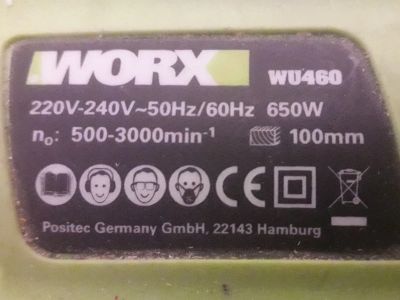 WORX WU460
220V-240V~50Hz/60Hz 650W
n₀: 500-3000min⁻¹ 100mm
CE
Positec Germany GmbH, 22143 Hamburg